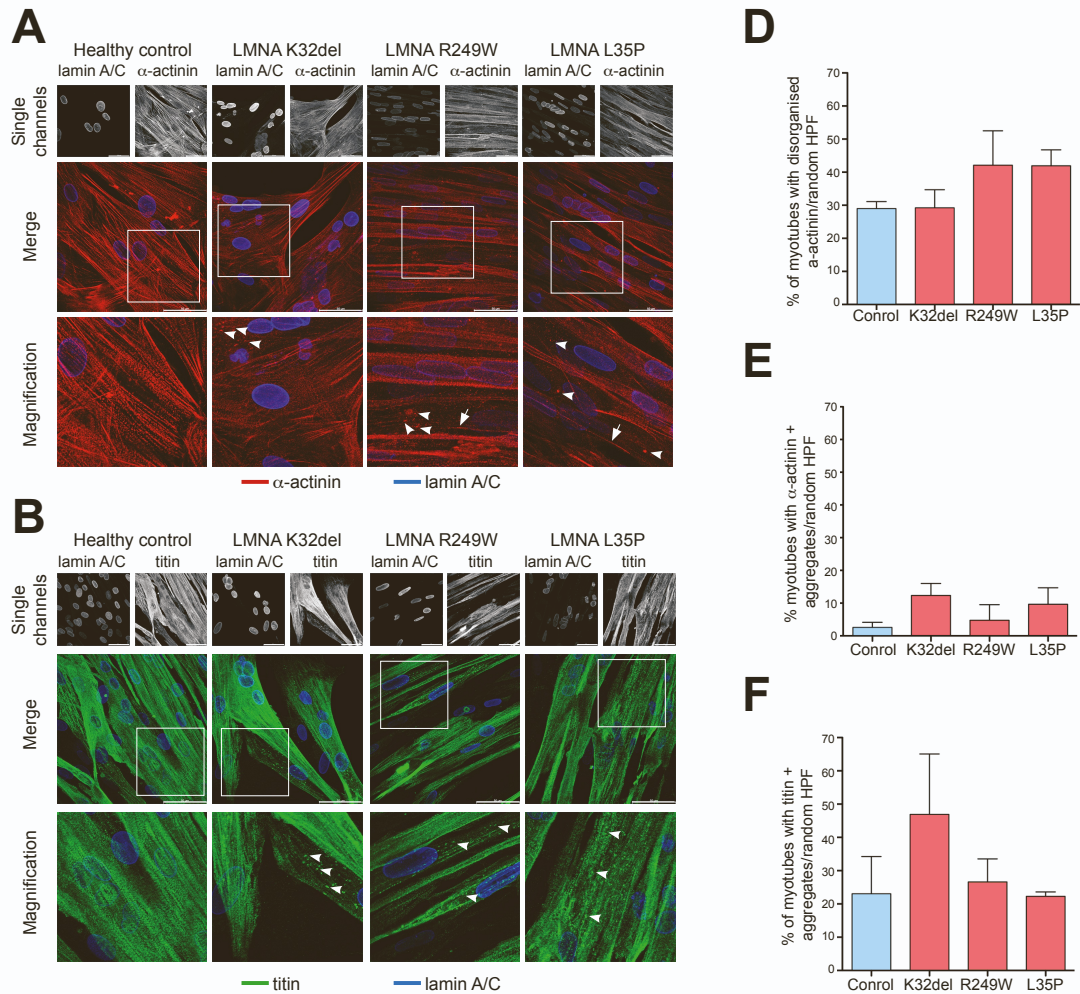 A
Healthy control LMNA K32del LMNA R249W LMNA L35P
lamin A/C α-actinin lamin A/C α-actinin lamin A/C α-actinin lamin A/C α-actinin
Single
channels
Merge
Magnification
α-actinin lamin A/C
B
Healthy control LMNA K32del LMNA R249W LMNA L35P
lamin A/C titin lamin A/C titin lamin A/C titin lamin A/C titin
Single
channels
Merge
Magnification
titin lamin A/C
D
% of myotubes with disorganised
a-actinin/random HPF
70
60
50
40
30
20
10
0
Conrol K32del R249W L35P
E
% myotubes with α-actinin +
aggregates/random HPF
70
60
50
40
30
20
10
0
Conrol K32del R249W L35P
F
% of myotubes with titin +
aggregates/random HPF
70
60
50
40
30
20
10
0
Conrol K32del R249W L35P